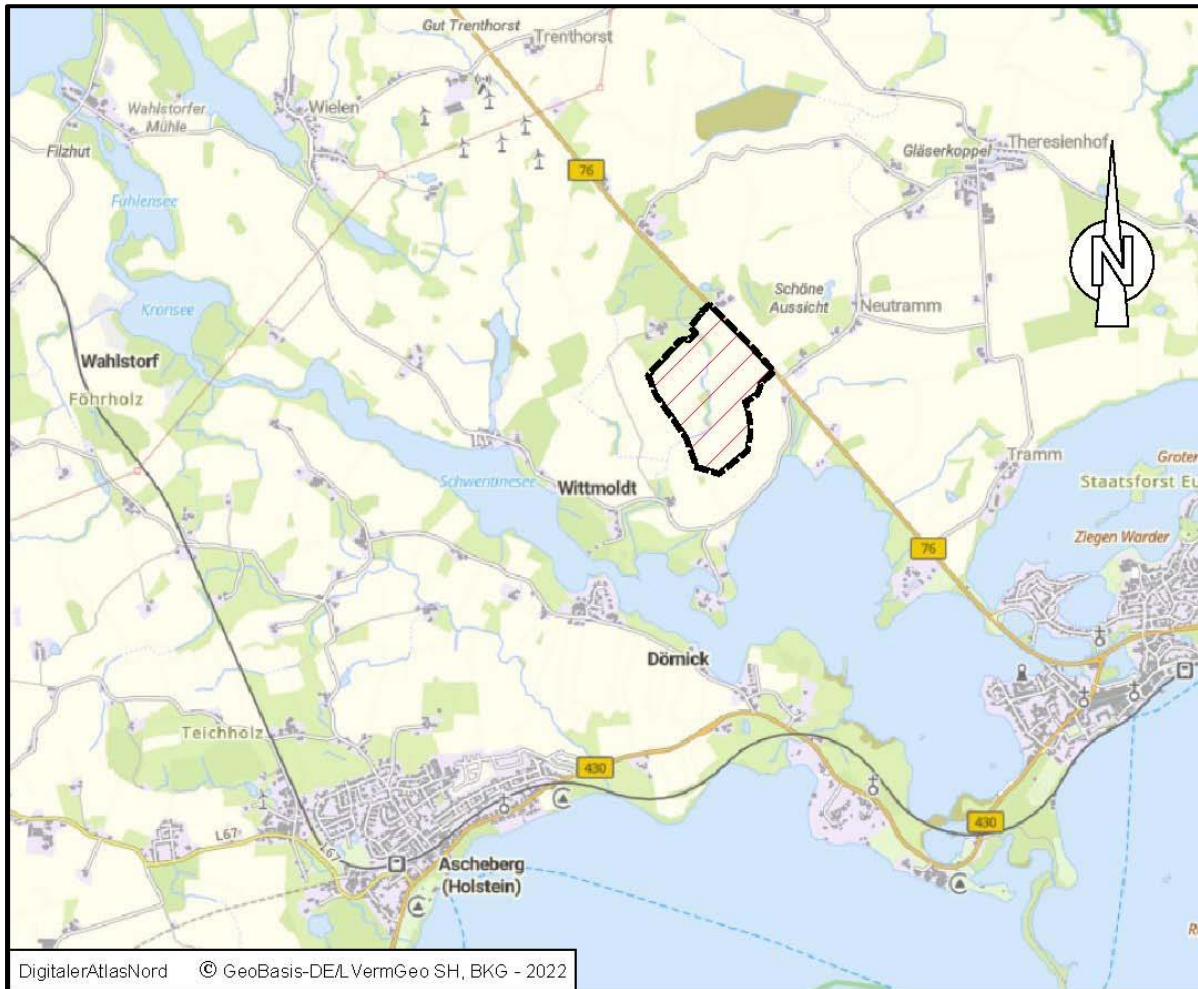 Gut Trenthorst
Trenthorst
Wahlstorfer
Mühle
Wielen
Filzhut
76
Gläserkoppel
Theresienhof
Fuhlensee
N
Kronsee
Schöne
Aussicht
Neutramm
Wahlstorf
Föhrholz
Schwentinesee
Wittmoldt
Tramm
Groter
Staatsforst Eu
Ziegen Warder
76
Dörnick
Teichholz
430
L67
L67
430
Ascheberg
(Holstein)
DigitalerAtlasNord © GeoBasis-DE/LVermGeo SH, BKG - 2022